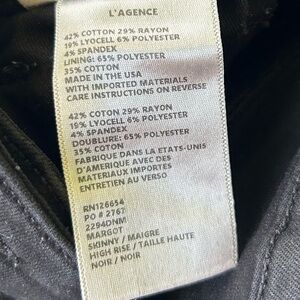 L'AGENCE
42% COTTON 29% RAYON
19% LYOCELL 6% POLYESTER
4% SPANDEX
LINING: 65% POLYESTER
35% COTTON
MADE IN THE USA
WITH IMPORTED MATERIALS
CARE INSTRUCTIONS ON REVERSE
42% COTON 29% RAYON
19% LYOCELL 6% POLYESTER
4% SPANDEX
DOUBLURE: 65% POLYESTER
35% COTON
FABRIQUE DANS LA ETATS-UNIS
D'AMERIQUE AVEC DES
MATERIAUX IMPORTES
ENTRETIEN AU VERSO
RN126654
PO # 2767
2294DNM
MARGOT
SKINNY / MAIGRE
HIGH RISE / TAILLE HAUTE
NOIR / NOIR